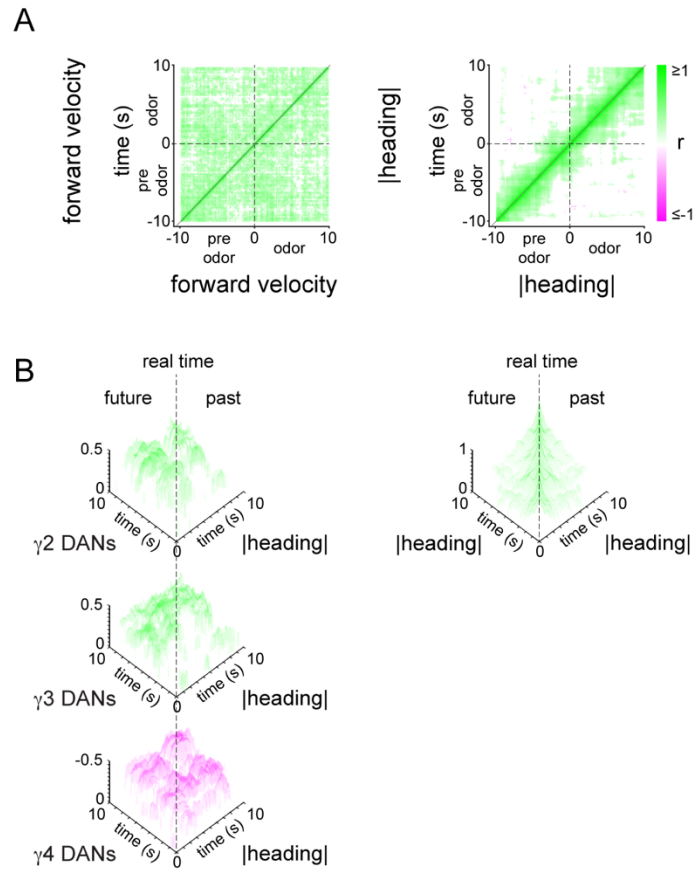 A
forward velocity
time (s)
10
odor
0
pre
odor
-10
-10
0
10
pre
odor
odor
forward velocity
|heading|
time (s)
10
odor
0
pre
odor
-10
-10
0
10
pre
odor
odor
|heading|
≥1
r
≤-1
B
real time
future
past
0.5
0
10
10
time (s)
time (s)
0
γ2 DANs
|heading|
0.5
0
10
10
time (s)
time (s)
0
γ3 DANs
|heading|
-0.5
0
10
10
time (s)
time (s)
0
γ4 DANs
|heading|
real time
future
past
1
0
10
10
time (s)
time (s)
0
|heading|
|heading|